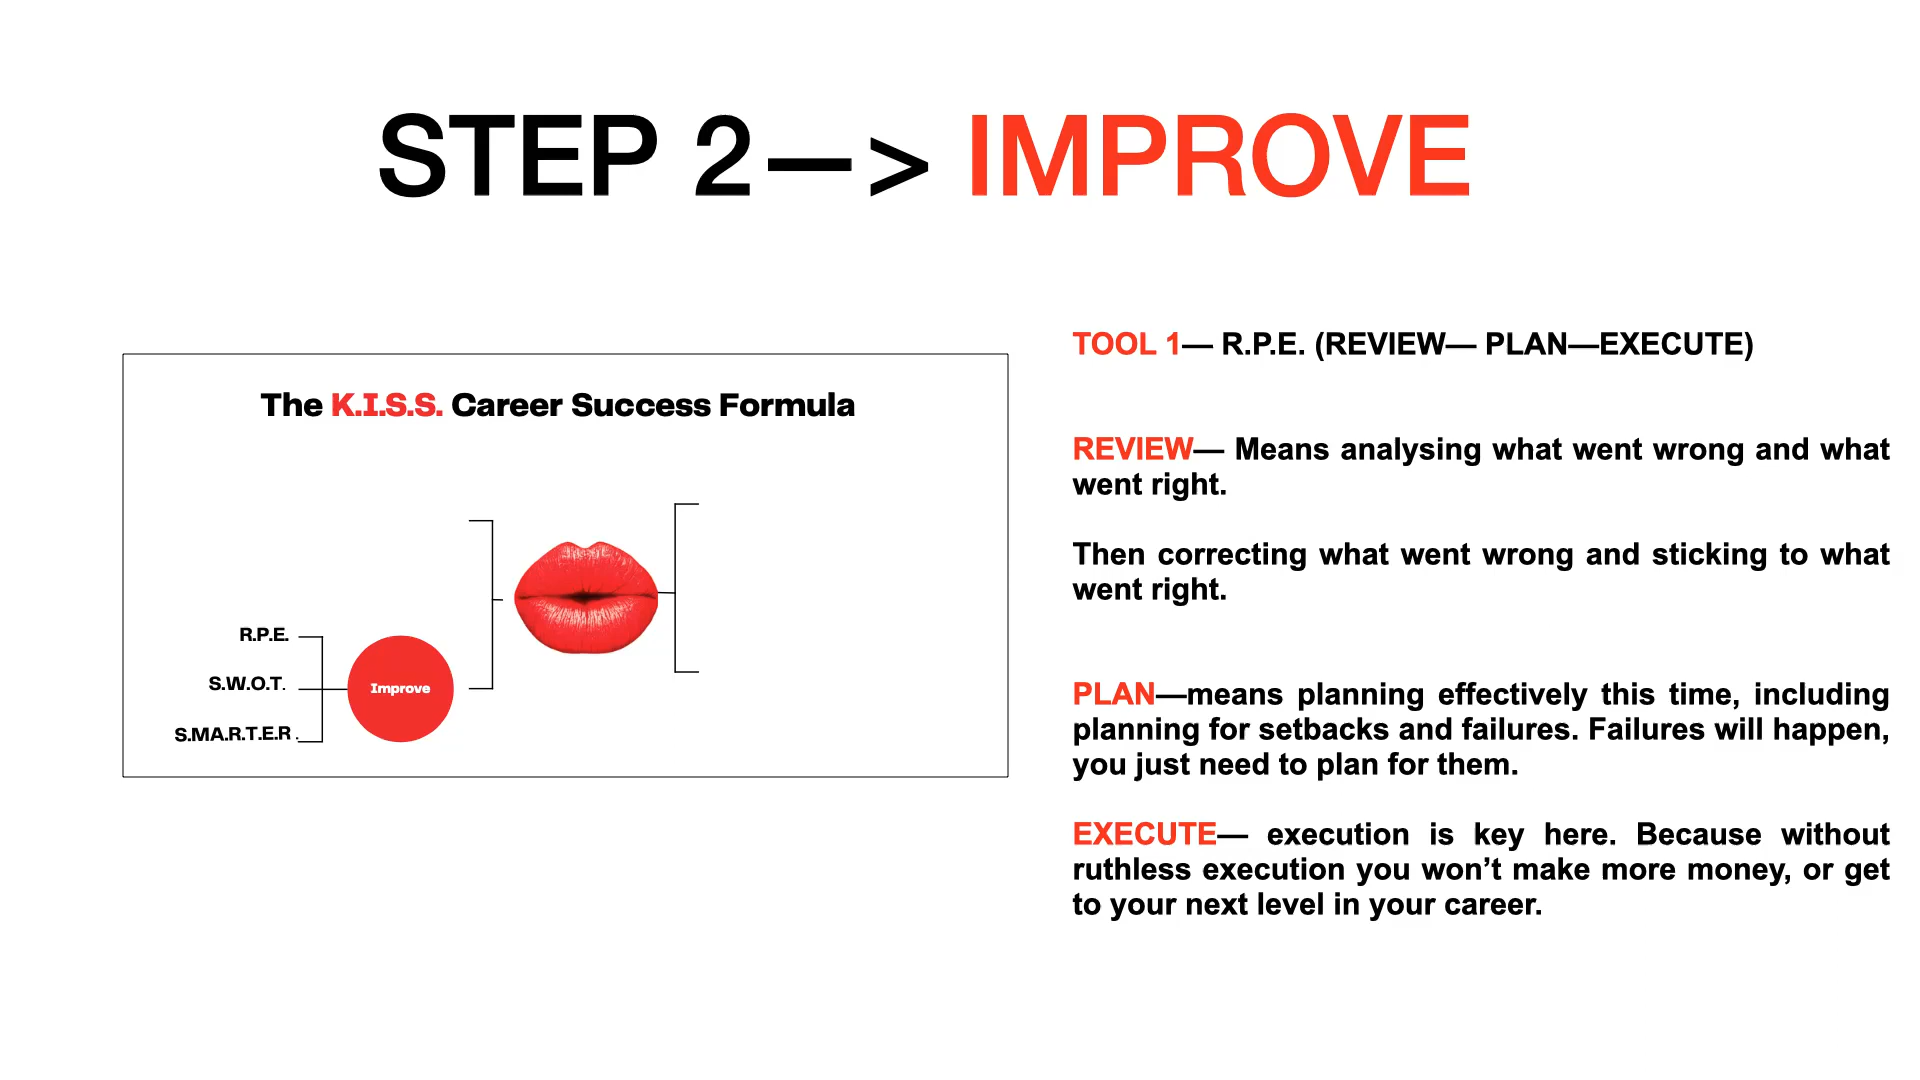 STEP 2—> IMPROVE
The K.I.S.S. Career Success Formula
R.P.E.
S.W.O.T.
S.MA.R.T.E.R .
Improve
TOOL 1— R.P.E. (REVIEW— PLAN—EXECUTE)
REVIEW— Means analysing what went wrong and what
went right.
Then correcting what went wrong and sticking to what
went right.
PLAN—means planning effectively this time, including
planning for setbacks and failures. Failures will happen,
you just need to plan for them.
EXECUTE— execution is key here. Because without
ruthless execution you won’t make more money, or get
to your next level in your career.